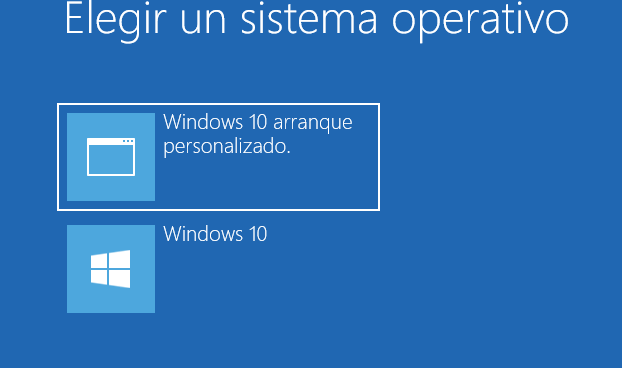 Elegir un sistema operativo
Windows 10 arranque
personalizado.
Windows 10